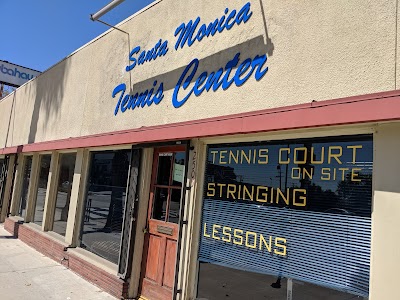 Santa Monica
Tennis Center
TENNIS COURT
ON SITE
STRINGING
LESSONS